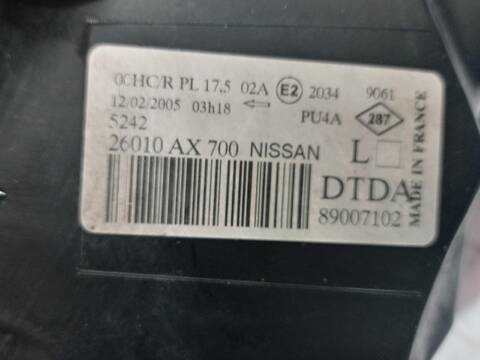 00HC/R PL 17,5 02A E2 2034 9061
12/02/2005 03h18 PU4A 287
5242
26010 AX 700 NISSAN L
DTDA
89007102
MADE IN FRANCE